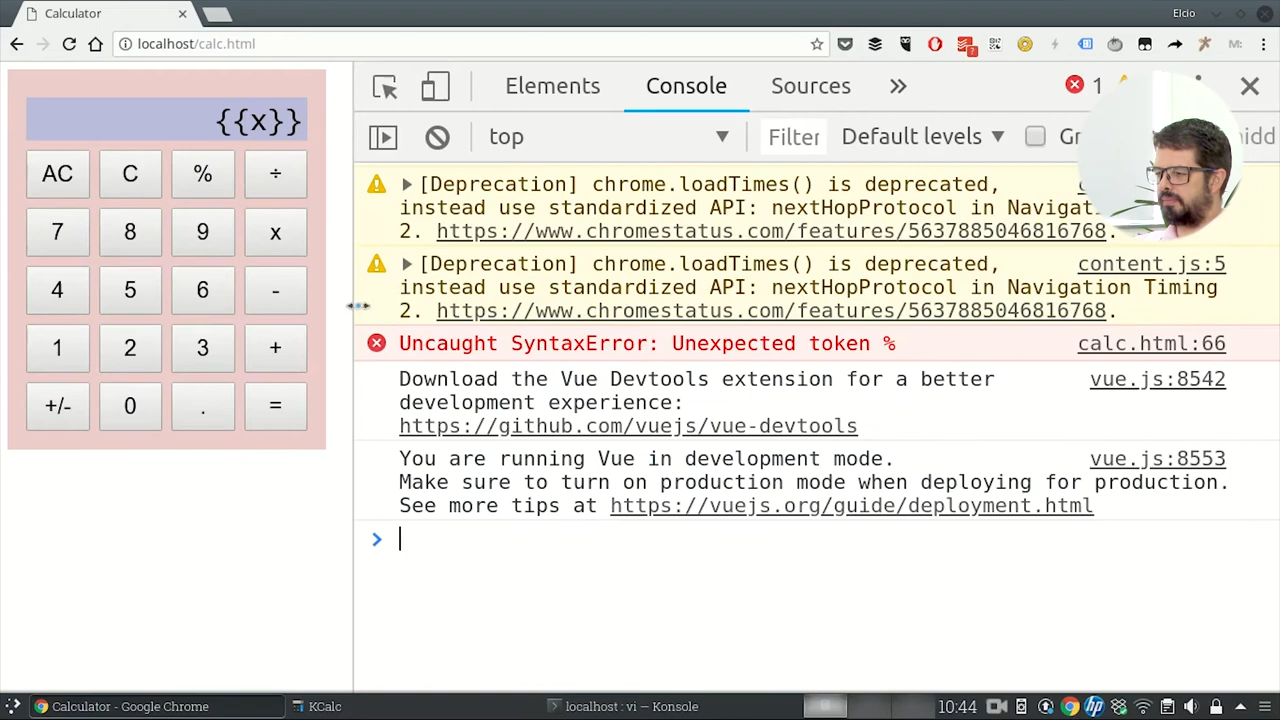 Calculator
Elcio
localhost/calc.html
M:
{{x}}
AC C % ÷
7 8 9 x
4 5 6 -
1 2 3 +
+/- 0 . =
Elements Console Sources » 1
top Filter Default levels
[Deprecation] chrome.loadTimes() is deprecated,
instead use standardized API: nextHopProtocol in
2. https://www.chromestatus.com/features/5637885046816768.
[Deprecation] chrome.loadTimes() is deprecated, content.js:5
instead use standardized API: nextHopProtocol in Navigation Timing
2. https://www.chromestatus.com/features/5637885046816768.
Uncaught SyntaxError: Unexpected token % calc.html:66
Download the Vue Devtools extension for a better vue.js:8542
development experience:
https://github.com/vuejs/vue-devtools
You are running Vue in development mode. vue.js:8553
Make sure to turn on production mode when deploying for production.
See more tips at https://vuejs.org/guide/deployment.html
>
Calculator - Google Chrome KCalc localhost : vi — Konsole 10:44